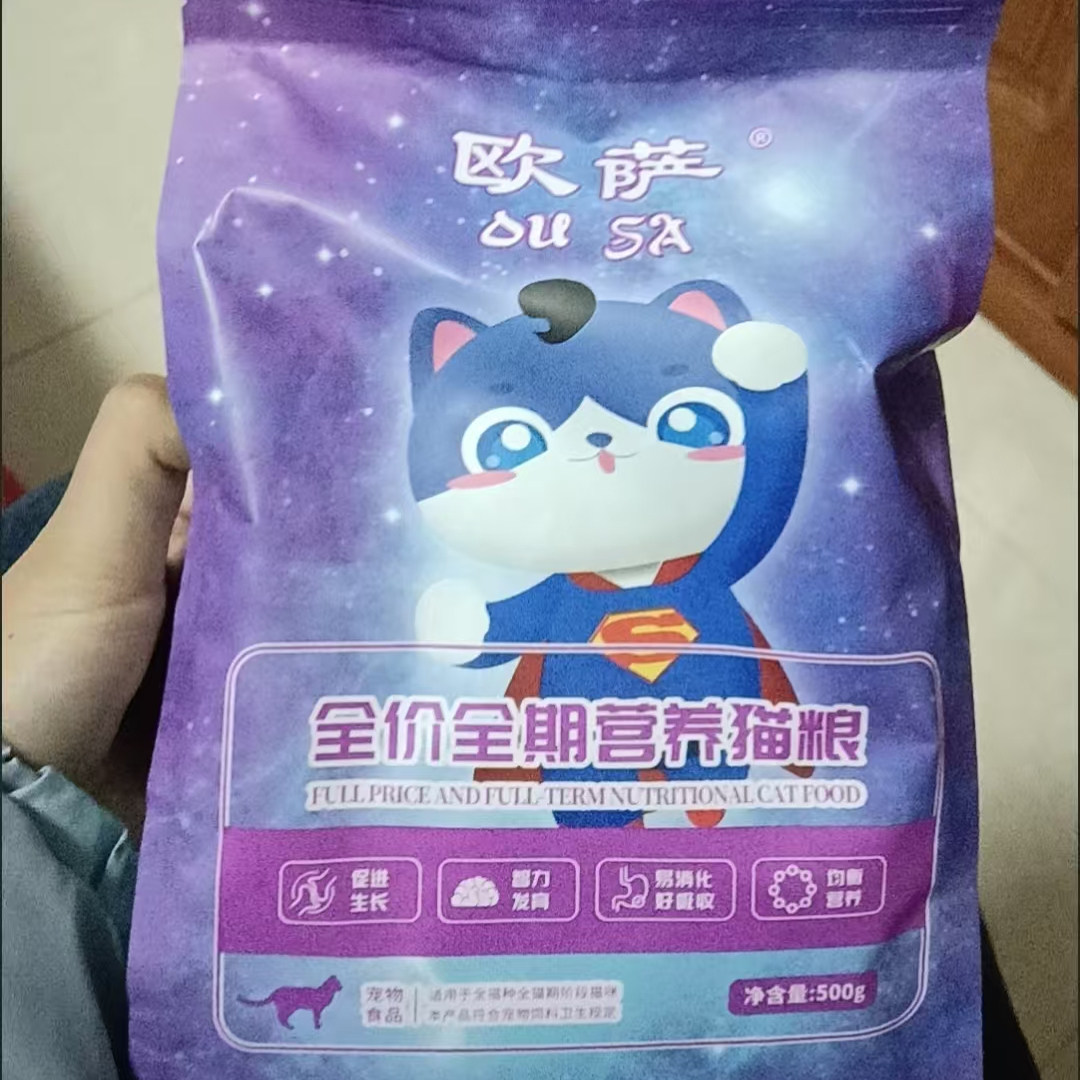 欧萨®
OU SA
S
全价全期营养猫粮
FULL PRICE AND FULL-TERM NUTRITIONAL CAT FOOD
促进
生长
智力
发育
易消化
好吸收
均衡
营养
宠物
食品
适用于全猫种全猫期阶段猫咪
本产品符合宠物饲料卫生规定
净含量:500g